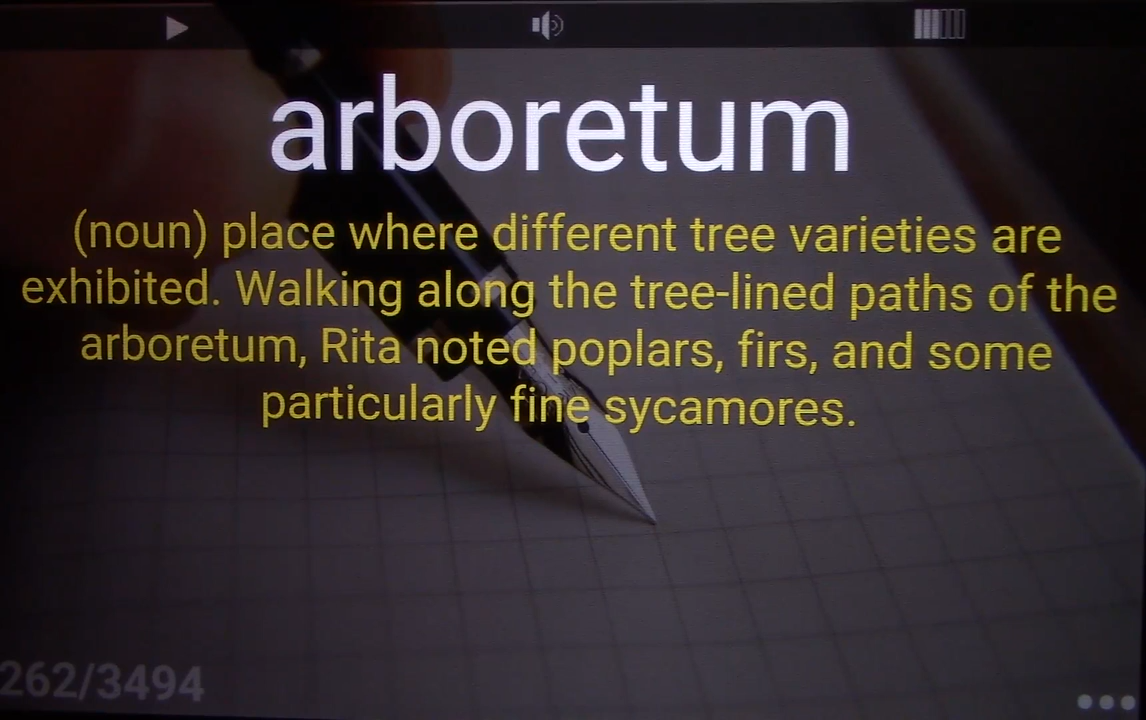 arboretum
(noun) place where different tree varieties are
exhibited. Walking along the tree-lined paths of the
arboretum, Rita noted poplars, firs, and some
particularly fine sycamores.
262/3494